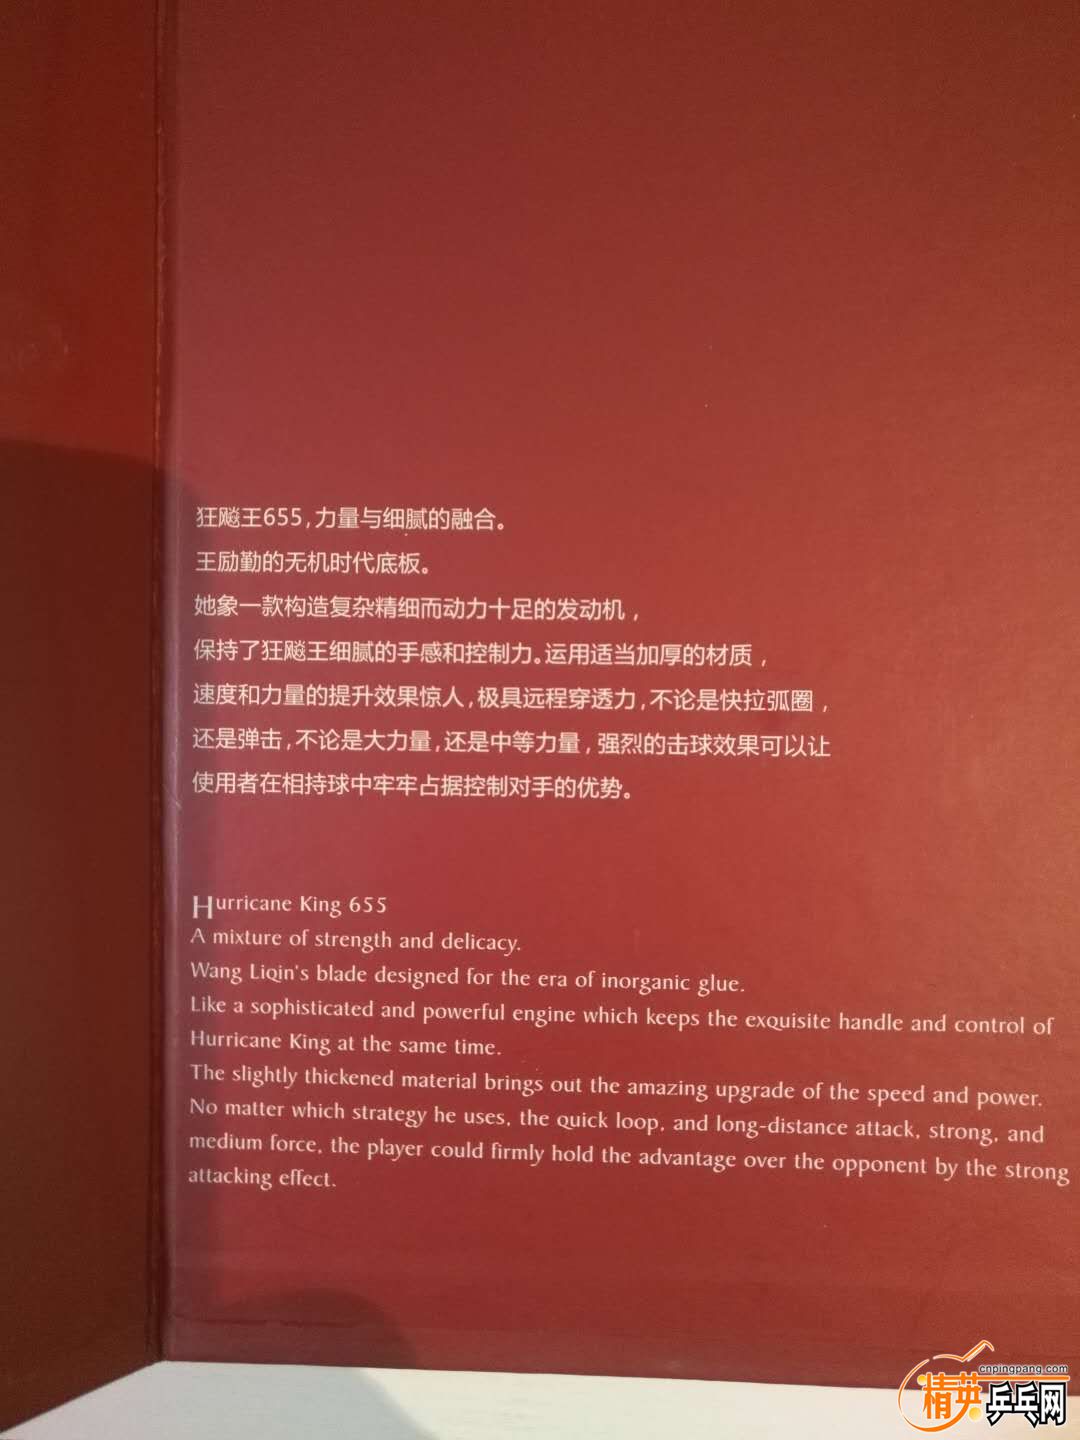 狂飚王655,力量与细腻的融合。
王励勤的无机时代底板。
她象一款构造复杂精细而动力十足的发动机，
保持了狂飚王细腻的手感和控制力。运用适当加厚的材质，
速度和力量的提升效果惊人,极具远程穿透力,不论是快拉弧圈，
还是弹击,不论是大力量,还是中等力量，强烈的击球效果可以让
使用者在相持球中牢牢占据控制对手的优势。
Hurricane King 655
A mixture of strength and delicacy.
Wang Liqin's blade designed for the era of inorganic glue.
Like a sophisticated and powerful engine which keeps the exquisite handle and control of
Hurricane King at the same time.
The slightly thickened material brings out the amazing upgrade of the speed and power.
No matter which strategy he uses, the quick loop, and long-distance attack, strong, and
medium force, the player could firmly hold the advantage over the opponent by the strong
attacking effect.
cnpingpang.com
精英乒乓网